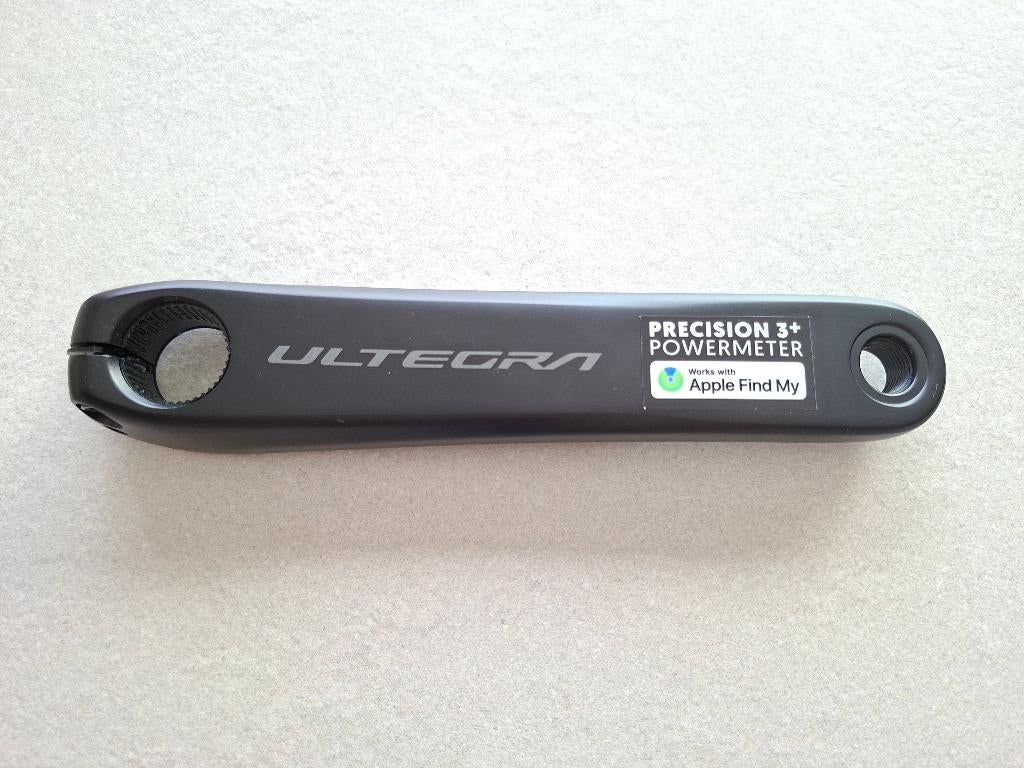 ULTEGRA
PRECISION 3+
POWERMETER
Works with
Apple Find My